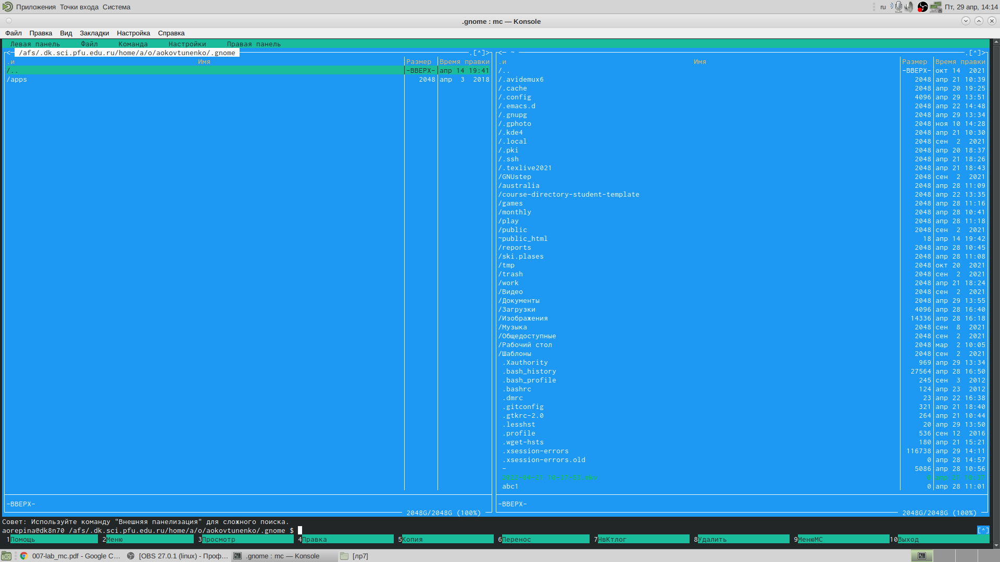 Приложения Точки входа Система
ru Пт, 29 апр, 14:14
.gnome : mc — Konsole
Файл Правка Вид Закладки Настройка Справка
Левая панель Файл Команда Настройки Правая панель
<— /afs/.dk.sci.pfu.edu.ru/home/a/o/aokovtunenko/.gnome .[^]> <— ~ .[^]>
.и Имя Размер Время правки .и Имя Размер Время правки
/.. -ВВЕРХ- апр 14 19:41 /.. -ВВЕРХ- окт 14 2021
/apps 2048 апр 3 2018 /.avidemux6 2048 апр 21 10:39
/.cache 2048 апр 20 19:25
/.config 4096 апр 29 13:51
/.emacs.d 2048 апр 22 14:48
/.gnupg 2048 апр 29 13:34
/.gphoto 2048 ноя 10 14:28
/.kde4 2048 апр 21 10:30
/.local 2048 сен 2 2021
/.pki 2048 апр 20 18:37
/.ssh 2048 апр 21 18:26
/.texlive2021 2048 апр 21 18:43
/GNUstep 2048 сен 2 2021
/australia 2048 апр 28 11:09
/course-directory-student-template 2048 апр 22 13:35
/games 2048 апр 28 11:16
/monthly 2048 апр 28 10:41
/play 2048 апр 28 11:18
/public 2048 сен 2 2021
~public_html 18 апр 14 19:42
/reports 2048 апр 28 10:45
/ski.plases 2048 апр 28 11:08
/tmp 2048 окт 20 2021
/trash 2048 сен 2 2021
/work 2048 апр 21 18:24
/Видео 2048 сен 2 2021
/Документы 2048 апр 29 13:55
/Загрузки 4096 апр 28 16:40
/Изображения 14336 апр 28 16:18
/Музыка 2048 сен 8 2021
/Общедоступные 2048 сен 2 2021
/Рабочий стол 2048 мар 2 10:05
/Шаблоны 2048 сен 2 2021
.Xauthority 969 апр 29 13:34
.bash_history 27564 апр 28 16:50
.bash_profile 245 сен 3 2012
.bashrc 124 апр 23 2012
.dmrc 23 апр 22 16:38
.gitconfig 321 апр 21 18:40
.gtkrc-2.0 264 апр 21 10:44
.lesshst 20 апр 29 13:50
.profile 536 сен 12 2016
.wget-hsts 180 апр 21 15:21
.xsession-errors 116738 апр 29 14:11
.xsession-errors.old 0 апр 28 14:57
- 5086 апр 28 10:56
abc1 0 апр 28 11:01
-ВВЕРХ- -ВВЕРХ-
2048G/2048G (100%) 2048G/2048G (100%)
Совет: Используйте команду "Внешняя панелизация" для сложного поиска.
aorepina@dk8n70 /afs/.dk.sci.pfu.edu.ru/home/a/o/aokovtunenko/.gnome $ [^]
1Помощь 2Меню 3Просмотр 4Правка 5Копия 6Перенос 7НвКтлог 8Удалить 9МенюМС 10Выход
007-lab_mc.pdf - Google C... [OBS 27.0.1 (linux) - Проф... .gnome : mc — Konsole [лр7]